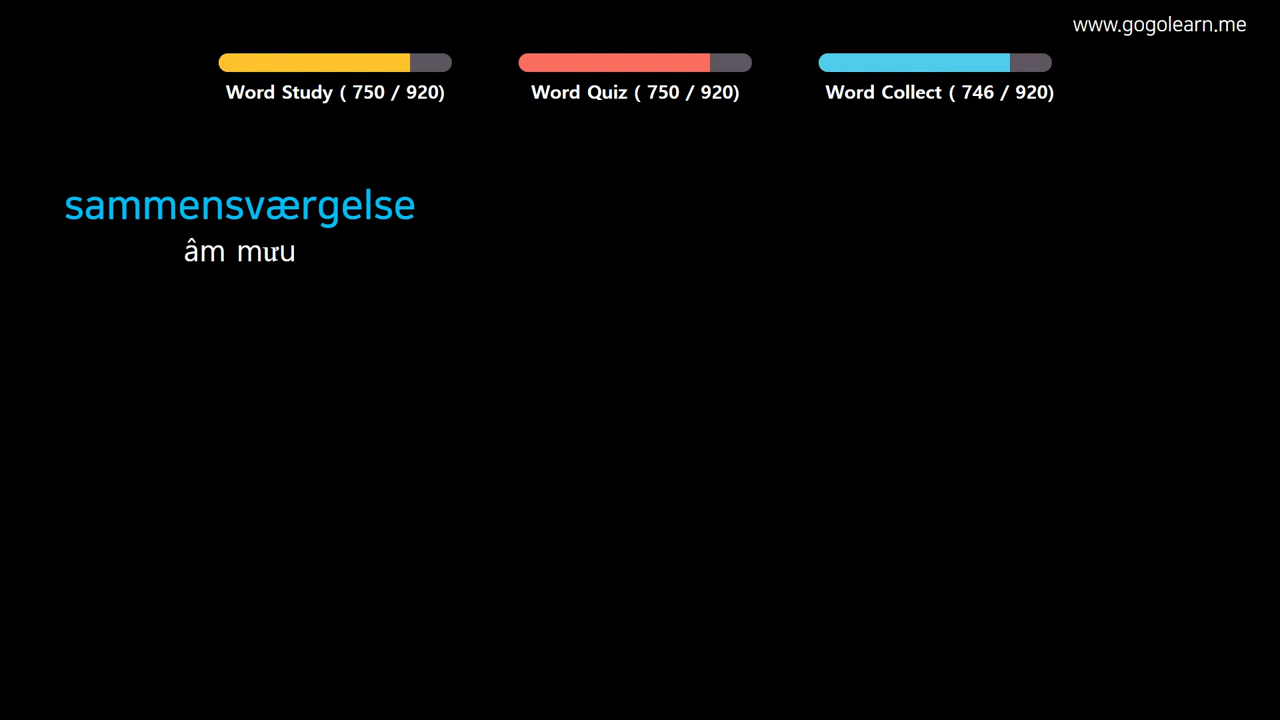 www.gogolearn.me
Word Study ( 750 / 920)
Word Quiz ( 750 / 920)
Word Collect ( 746 / 920)
sammensværgelse
âm mưu